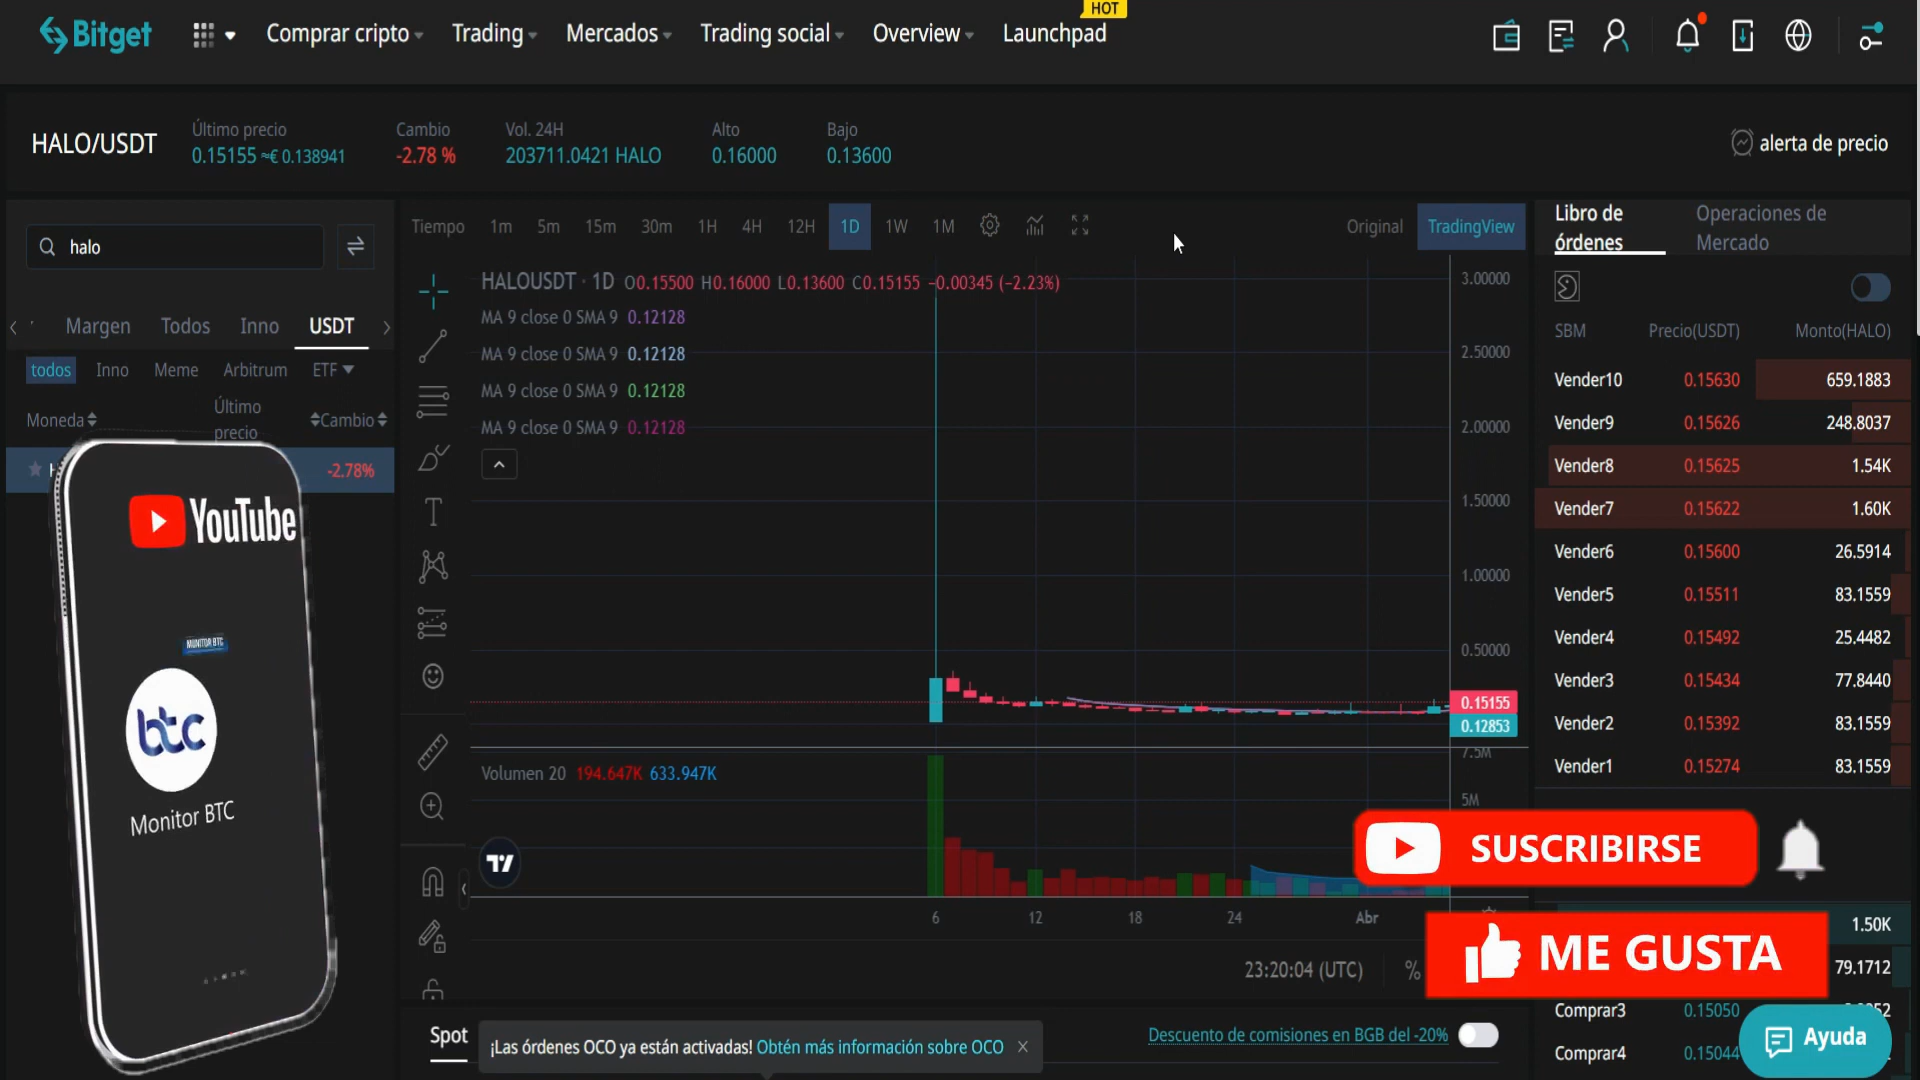 Bitget
Comprar cripto
Trading
Mercados
Trading social
Overview
Launchpad
HOT
HALO/USDT
Último precio
0.15155 ≈€ 0.138941
Cambio
-2.78 %
Vol. 24H
203711.0421 HALO
Alto
0.16000
Bajo
0.13600
alerta de precio
halo
Margen
Todos
Inno
USDT
todos
Inno
Meme
Arbitrum
ETF
Moneda
Último precio
Cambio
-2.78%
YouTube
MONITOR BTC
btc
Monitor BTC
Tiempo
1m
5m
15m
30m
1H
4H
12H
1D
1W
1M
Original
TradingView
HALOUSDT · 1D O0.15500 H0.16000 L0.13600 C0.15155 −0.00345 (−2.23%)
MA 9 close 0 SMA 9 0.12128
MA 9 close 0 SMA 9 0.12128
MA 9 close 0 SMA 9 0.12128
MA 9 close 0 SMA 9 0.12128
3.00000
2.50000
2.00000
1.50000
1.00000
0.50000
0.15155
0.12853
7.5M
5M
Volumen 20 194.647K 633.947K
6
12
18
24
Abr
23:20:04 (UTC)
%
Spot
¡Las órdenes OCO ya están activadas! Obtén más información sobre OCO
Descuento de comisiones en BGB del -20%
Libro de órdenes
Operaciones de Mercado
SBM Precio(USDT) Monto(HALO)
Vender10 0.15630 659.1883
Vender9 0.15626 248.8037
Vender8 0.15625 1.54K
Vender7 0.15622 1.60K
Vender6 0.15600 26.5914
Vender5 0.15511 83.1559
Vender4 0.15492 25.4482
Vender3 0.15434 77.8440
Vender2 0.15392 83.1559
Vender1 0.15274 83.1559
SUSCRIBIRSE
1.50K
ME GUSTA
79.1712
Comprar3 0.15050
Comprar4 0.15044
Ayuda